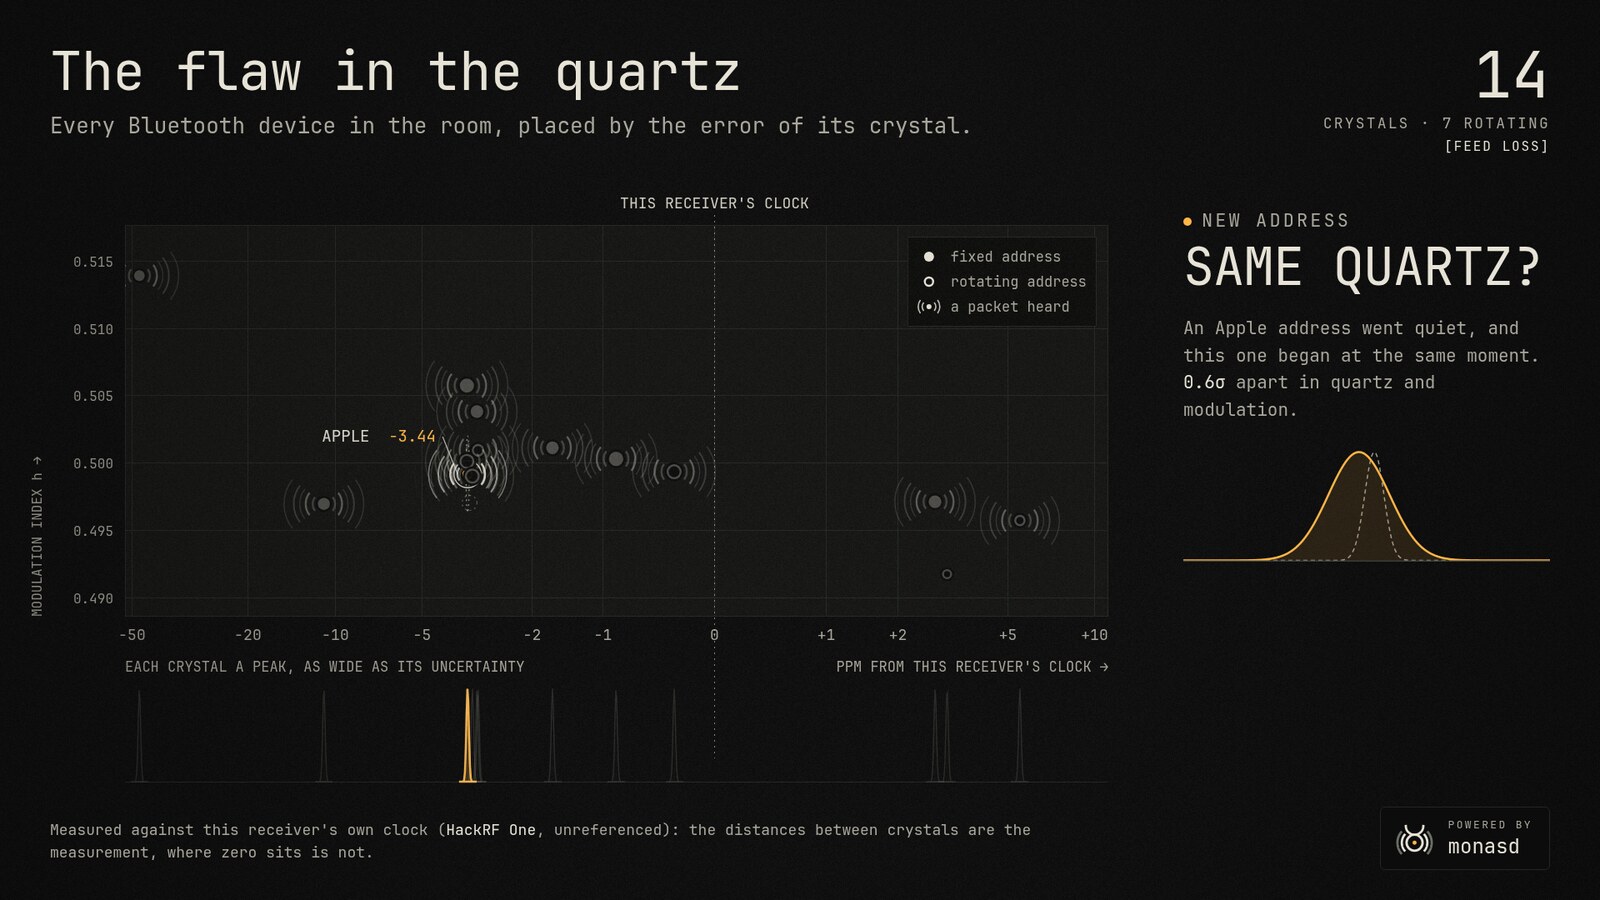 The flaw in the quartz
Every Bluetooth device in the room, placed by the error of its crystal.
14
CRYSTALS · 7 ROTATING
[FEED LOSS]
THIS RECEIVER'S CLOCK
fixed address
rotating address
a packet heard
0.515
0.510
0.505
0.500
0.495
0.490
MODULATION INDEX h →
APPLE -3.44
-50 -20 -10 -5 -2 -1 0 +1 +2 +5 +10
EACH CRYSTAL A PEAK, AS WIDE AS ITS UNCERTAINTY
PPM FROM THIS RECEIVER'S CLOCK →
NEW ADDRESS
SAME QUARTZ?
An Apple address went quiet, and
this one began at the same moment.
0.6σ apart in quartz and
modulation.
Measured against this receiver's own clock (HackRF One, unreferenced): the distances between crystals are the
measurement, where zero sits is not.
POWERED BY
monasd